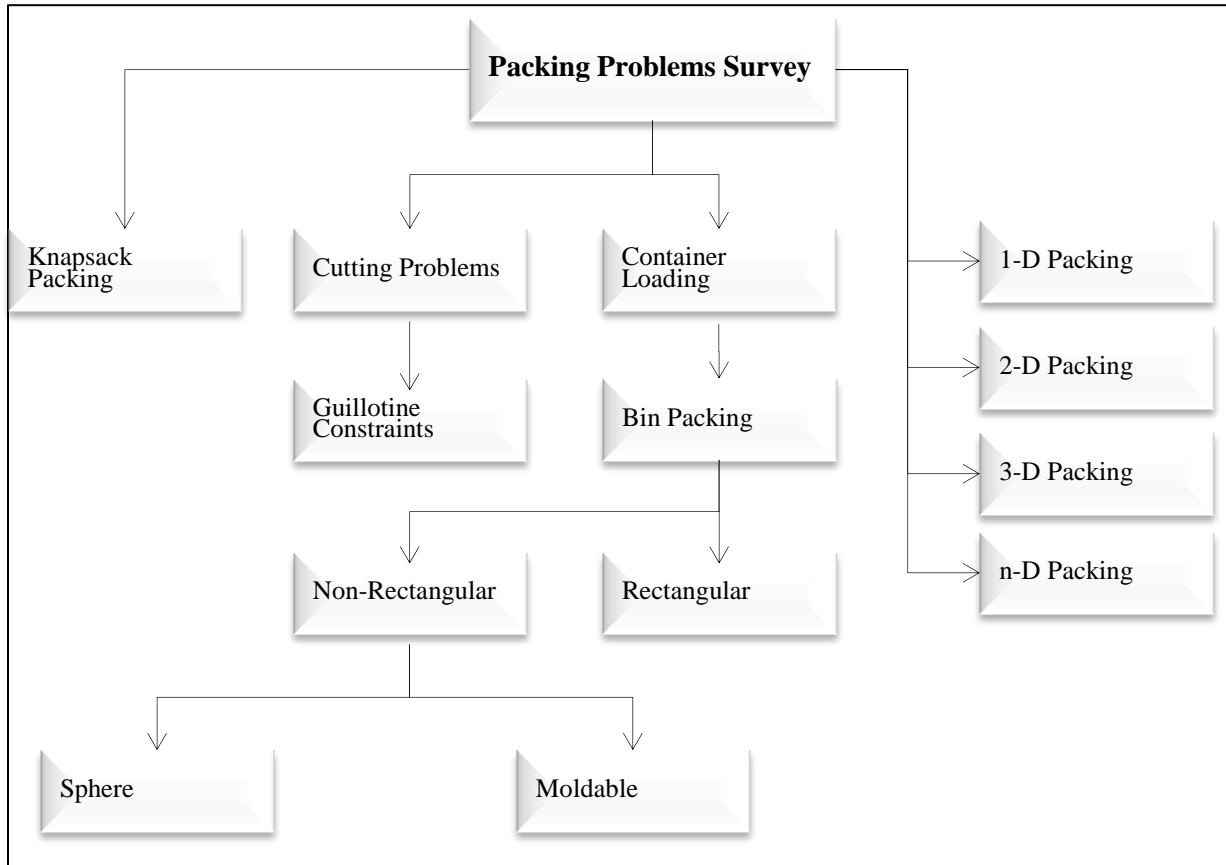 Packing Problems Survey
Knapsack
Packing
Cutting Problems
Container
Loading
1-D Packing
2-D Packing
Guillotine
Constraints
Bin Packing
3-D Packing
Non-Rectangular
Rectangular
n-D Packing
Sphere
Moldable